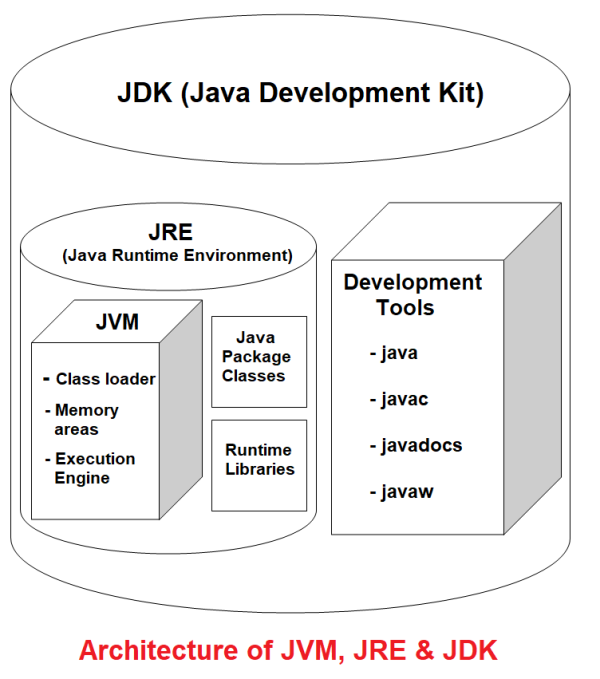 JDK (Java Development Kit)
JRE
(Java Runtime Environment)
JVM
- Class loader
- Memory
areas
- Execution
Engine
Java
Package
Classes
Runtime
Libraries
Development
Tools
- java
- javac
- javadocs
- javaw
Architecture of JVM, JRE & JDK